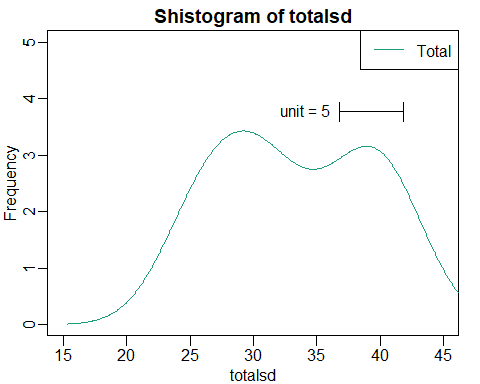 Shistogram of totalsd
Total
unit = 5
Frequency
5
4
3
2
1
0
15 20 25 30 35 40 45
totalsd